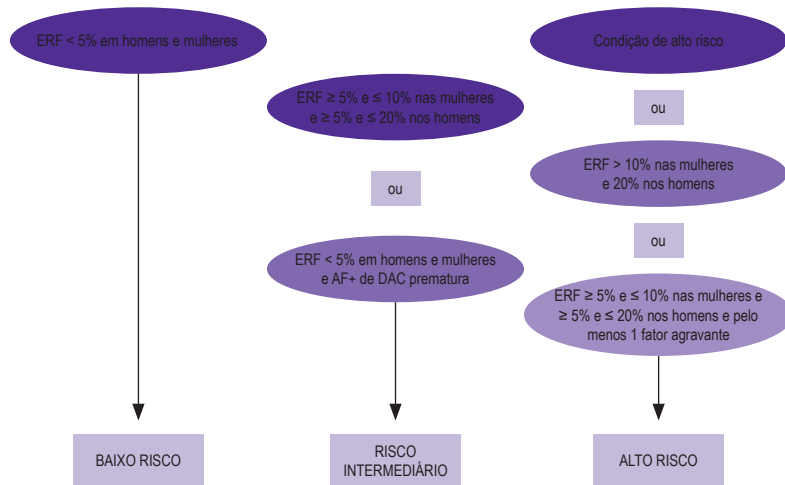 ERF < 5% em homens e mulheres
BAIXO RISCO
ERF ≥ 5% e ≤ 10% nas mulheres
e ≥ 5% e ≤ 20% nos homens
ou
ERF < 5% em homens e mulheres
e AF+ de DAC prematura
RISCO
INTERMEDIÁRIO
Condição de alto risco
ou
ERF > 10% nas mulheres
e 20% nos homens
ou
ERF ≥ 5% e ≤ 10% nas mulheres e
≥ 5% e ≤ 20% nos homens e pelo
menos 1 fator agravante
ALTO RISCO